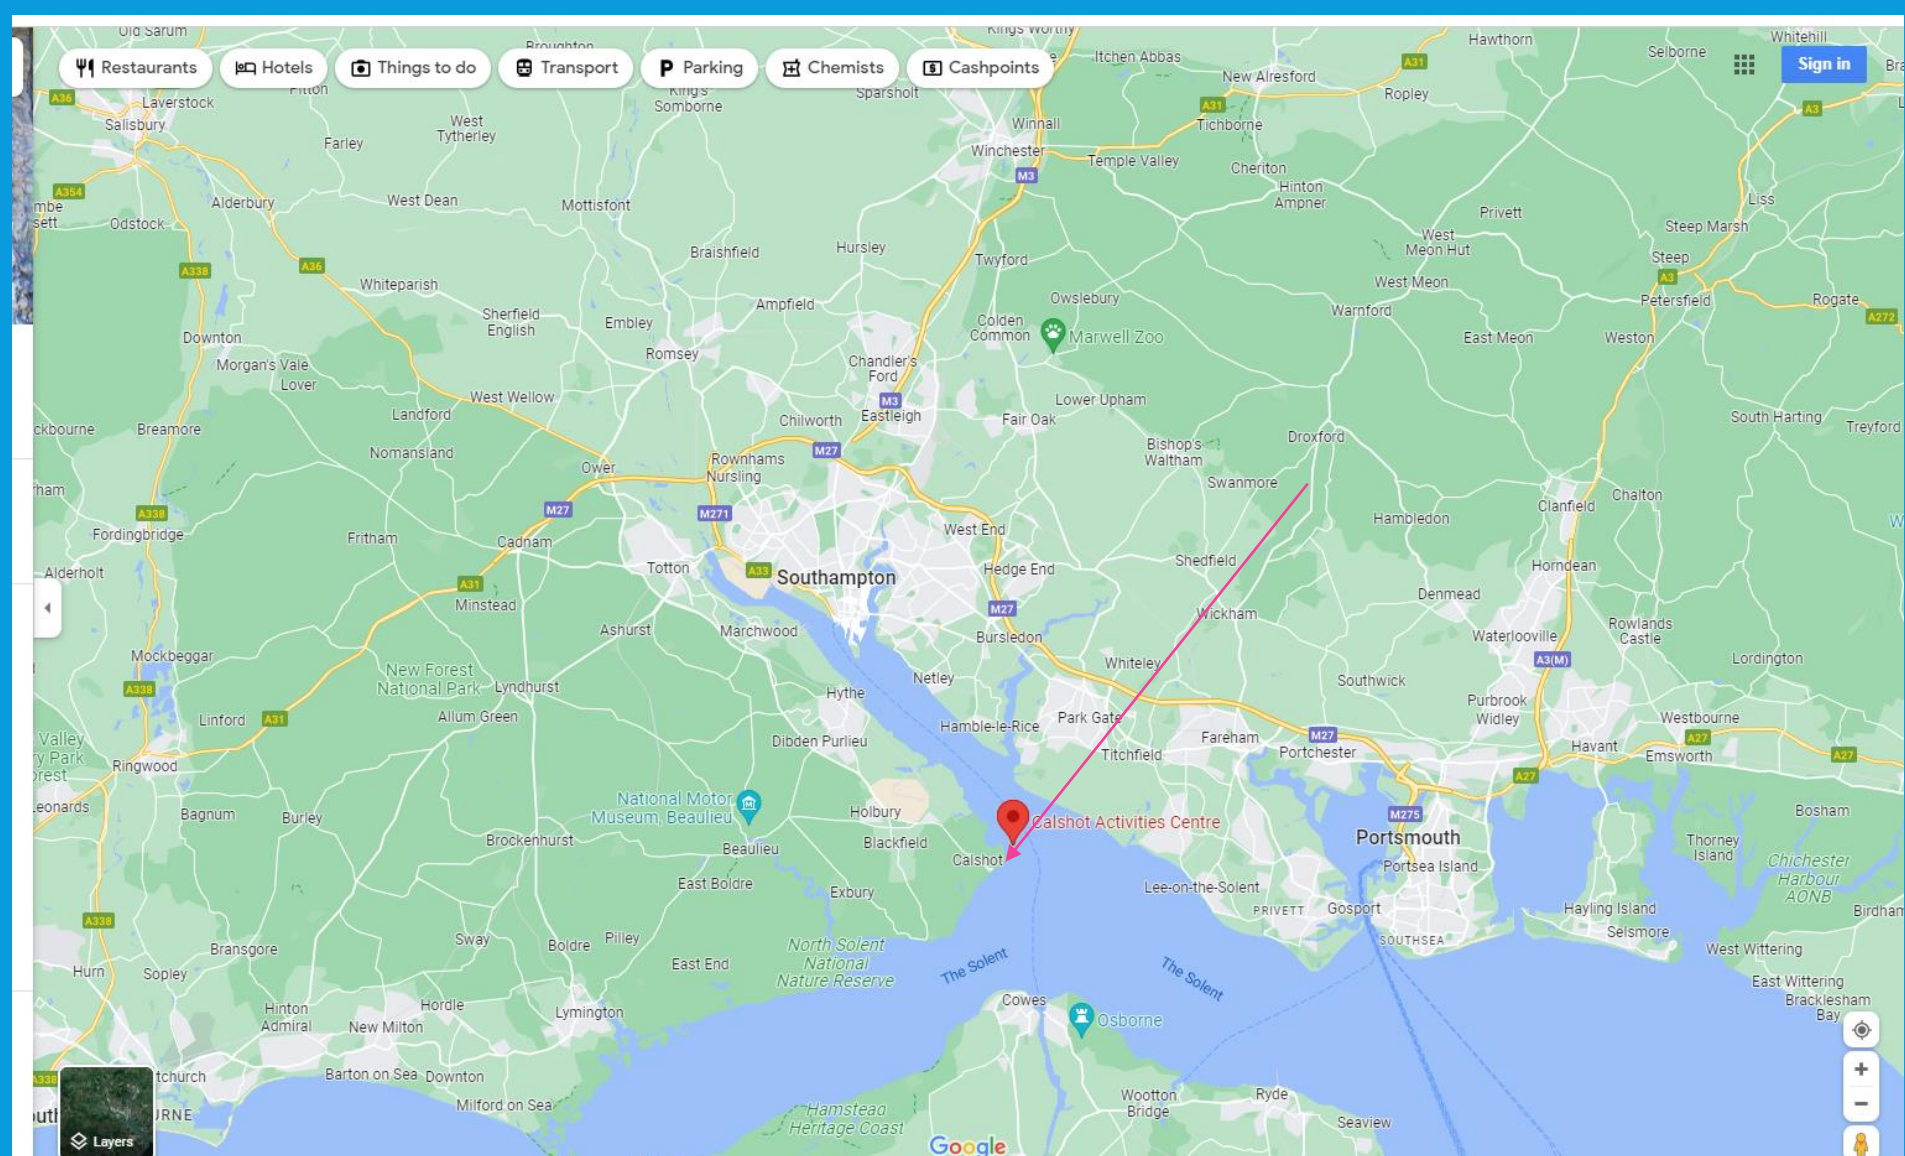 Old Sarum
Broughton
Kings Worthy
Itchen Abbas
Hawthorn
Whitehill
Selborne
Restaurants
Hotels
Things to do
Transport
Parking
Chemists
Cashpoints
Sign in
A31
New Alresford
Pitton
King's
Somborne
Sparsholt
Ropley
A36
Laverstock
A31
A3
Salisbury
West
Tytherley
Winnall
Tichborne
Farley
Winchester
Temple Valley
Cheriton
M3
Hinton
Ampner
A354
Alderbury
West Dean
Mottisfont
Privett
Liss
Odstock
Steep Marsh
West
Meon Hut
Braishfield
Hursley
Twyford
Steep
A338
A36
A3
Whiteparish
West Meon
Ampfield
Owslebury
Petersfield
Rogate
Sherfield
English
Embley
Colden
Common
Marwell Zoo
Warnford
A272
Downton
East Meon
Weston
Romsey
Morgan's Vale
Lover
Chandler's
Ford
West Wellow
M3
Lower Upham
Landford
Chilworth
Eastleigh
Fair Oak
South Harting
Treyford
ckbourne
Breamore
Nomansland
M27
Bishop's
Waltham
Droxford
Ower
Rownhams
Nursling
Swanmore
Chalton
A338
M27
M271
Clanfield
Fordingbridge
Fritham
Cadnam
West End
Hambledon
Alderholt
Totton
A33
Southampton
Hedge End
Shedfield
Horndean
A31
Minstead
M27
Denmead
Wickham
Ashurst
Marchwood
Bursledon
Waterlooville
Rowlands
Castle
Mockbeggar
New Forest
National Park
Lyndhurst
Netley
Whiteley
A3(M)
Lordington
A338
Hythe
Southwick
Linford
A31
Allum Green
Hamble-le-Rice
Park Gate
Purbrook
Widley
Westbourne
Dibden Purlieu
Fareham
M27
A27
Ringwood
Titchfield
Portchester
Havant
Emsworth
A27
A27
National Motor
Museum, Beaulieu
Holbury
Calshot Activities Centre
M275
Bosham
Bagnum
Burley
Brockenhurst
Beaulieu
Blackfield
Portsmouth
Thorney
Island
Calshot
Portsea Island
Chichester
Harbour
AONB
East Boldre
Exbury
Lee-on-the-Solent
PRIVETT
Gosport
Hayling Island
Birdham
A338
Bransgore
Sway
Boldre
Pilley
SOUTHSEA
Selsmore
West Wittering
North Solent
National
Nature Reserve
The Solent
The Solent
Hurn
Sopley
East End
East Wittering
Hinton
Admiral
Hordle
Cowes
Bracklesham
Bay
New Milton
Lymington
Osborne
Barton on Sea
Downton
Milford on Sea
Wootton
Bridge
Ryde
Hamstead
Heritage Coast
Seaview
Layers
Google